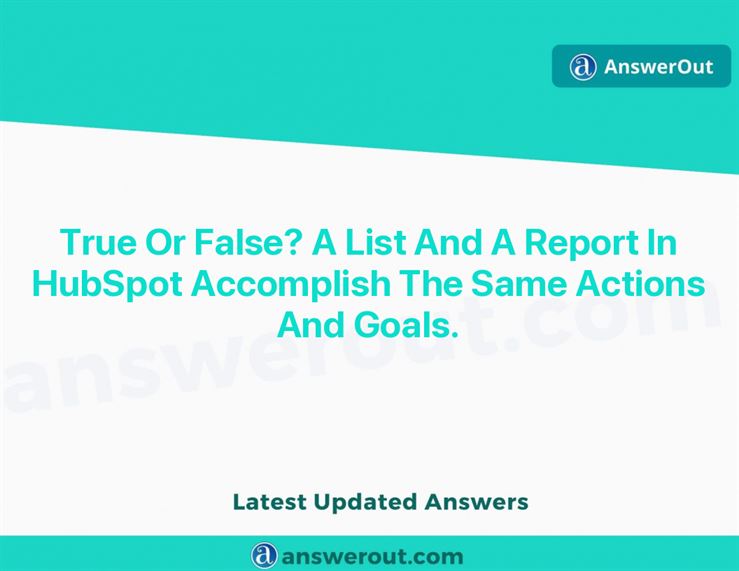 AnswerOut
True Or False? A List And A Report In
HubSpot Accomplish The Same Actions
And Goals.
answerout.com
Latest Updated Answers
answerout.com